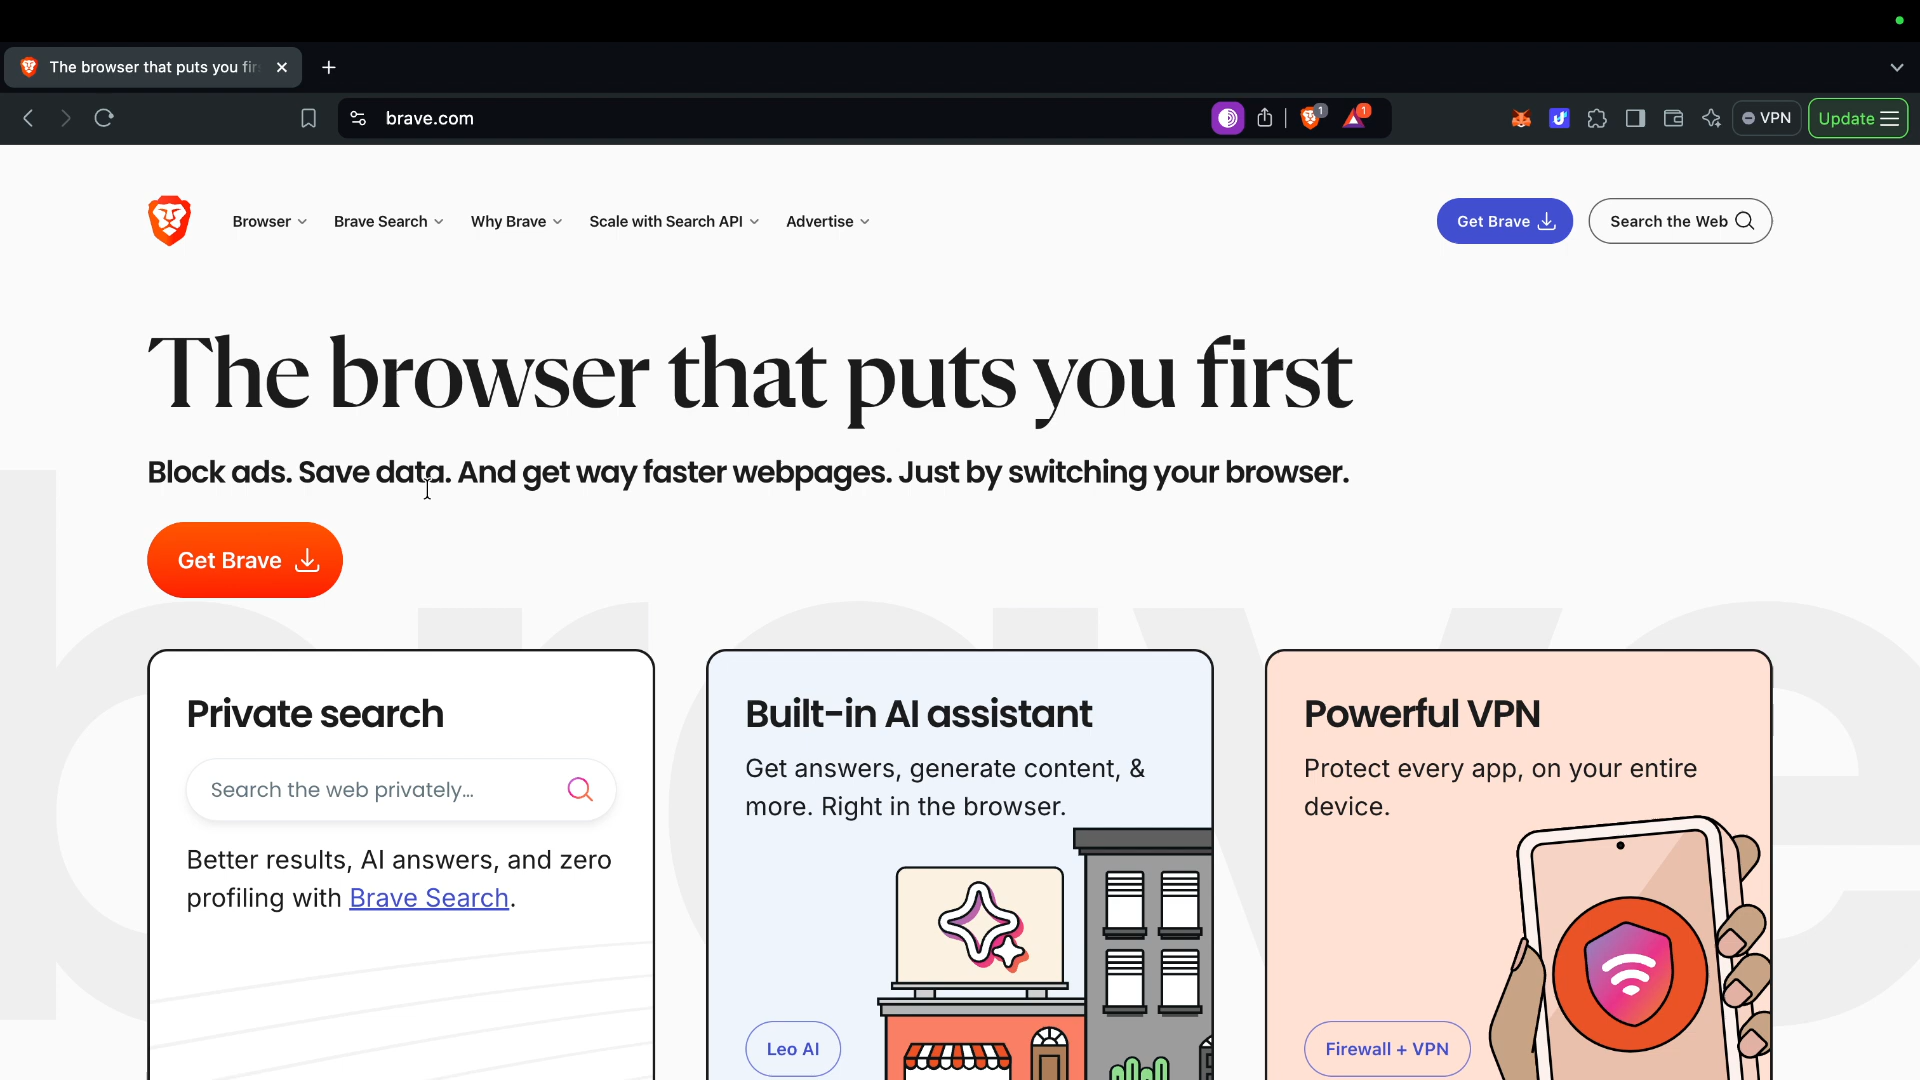 The browser that puts you fir
brave.com
1
1
VPN
Update
Browser
Brave Search
Why Brave
Scale with Search API
Advertise
Get Brave
Search the Web
The browser that puts you first
Block ads. Save data. And get way faster webpages. Just by switching your browser.
Get Brave
brave
Private search
Search the web privately...
Better results, AI answers, and zero
profiling with Brave Search.
Built-in AI assistant
Get answers, generate content, &
more. Right in the browser.
Leo AI
Powerful VPN
Protect every app, on your entire
device.
Firewall + VPN